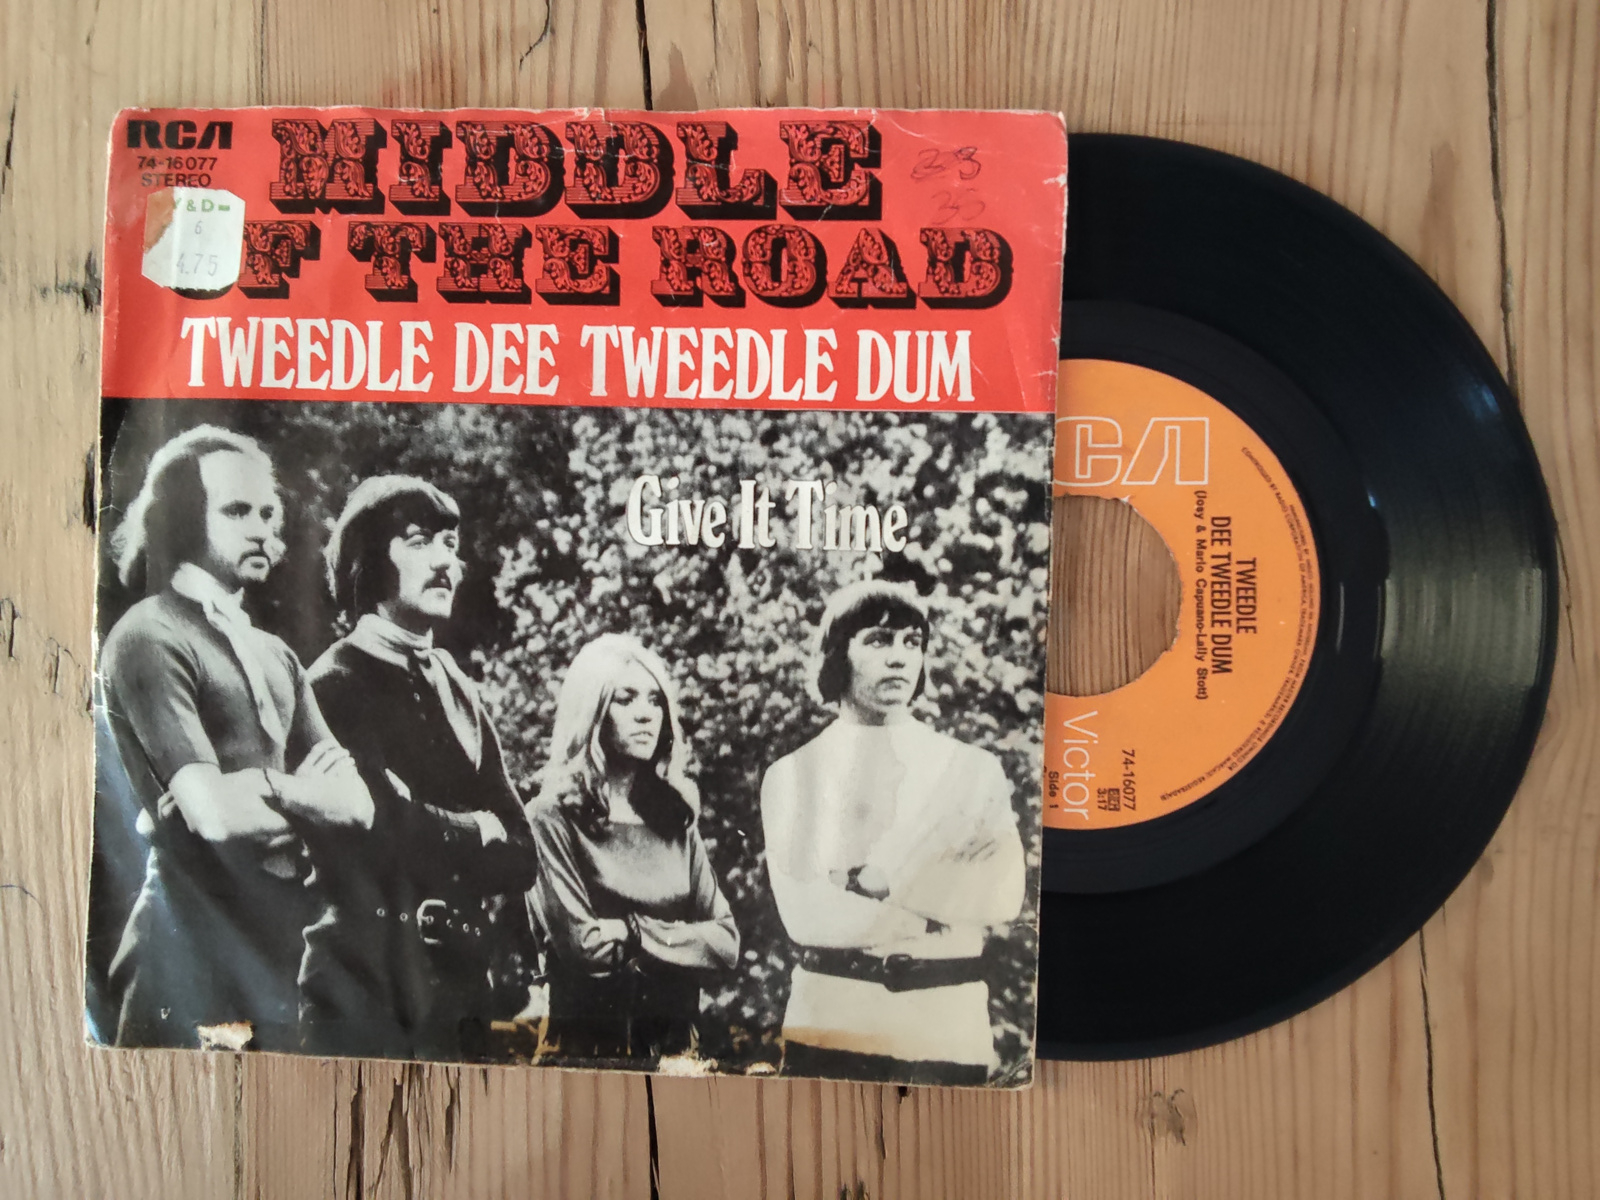 RCA
74-16077
STEREO
MIDDLE
OF THE ROAD
& D
6
4.75
TWEEDLE DEE TWEEDLE DUM
Give It Time
RCA
TWEEDLE
DEE TWEEDLE DUM
(Joey & Mario Capuano-Lally Stott)
Victor
74-16077
3:17
Side 1